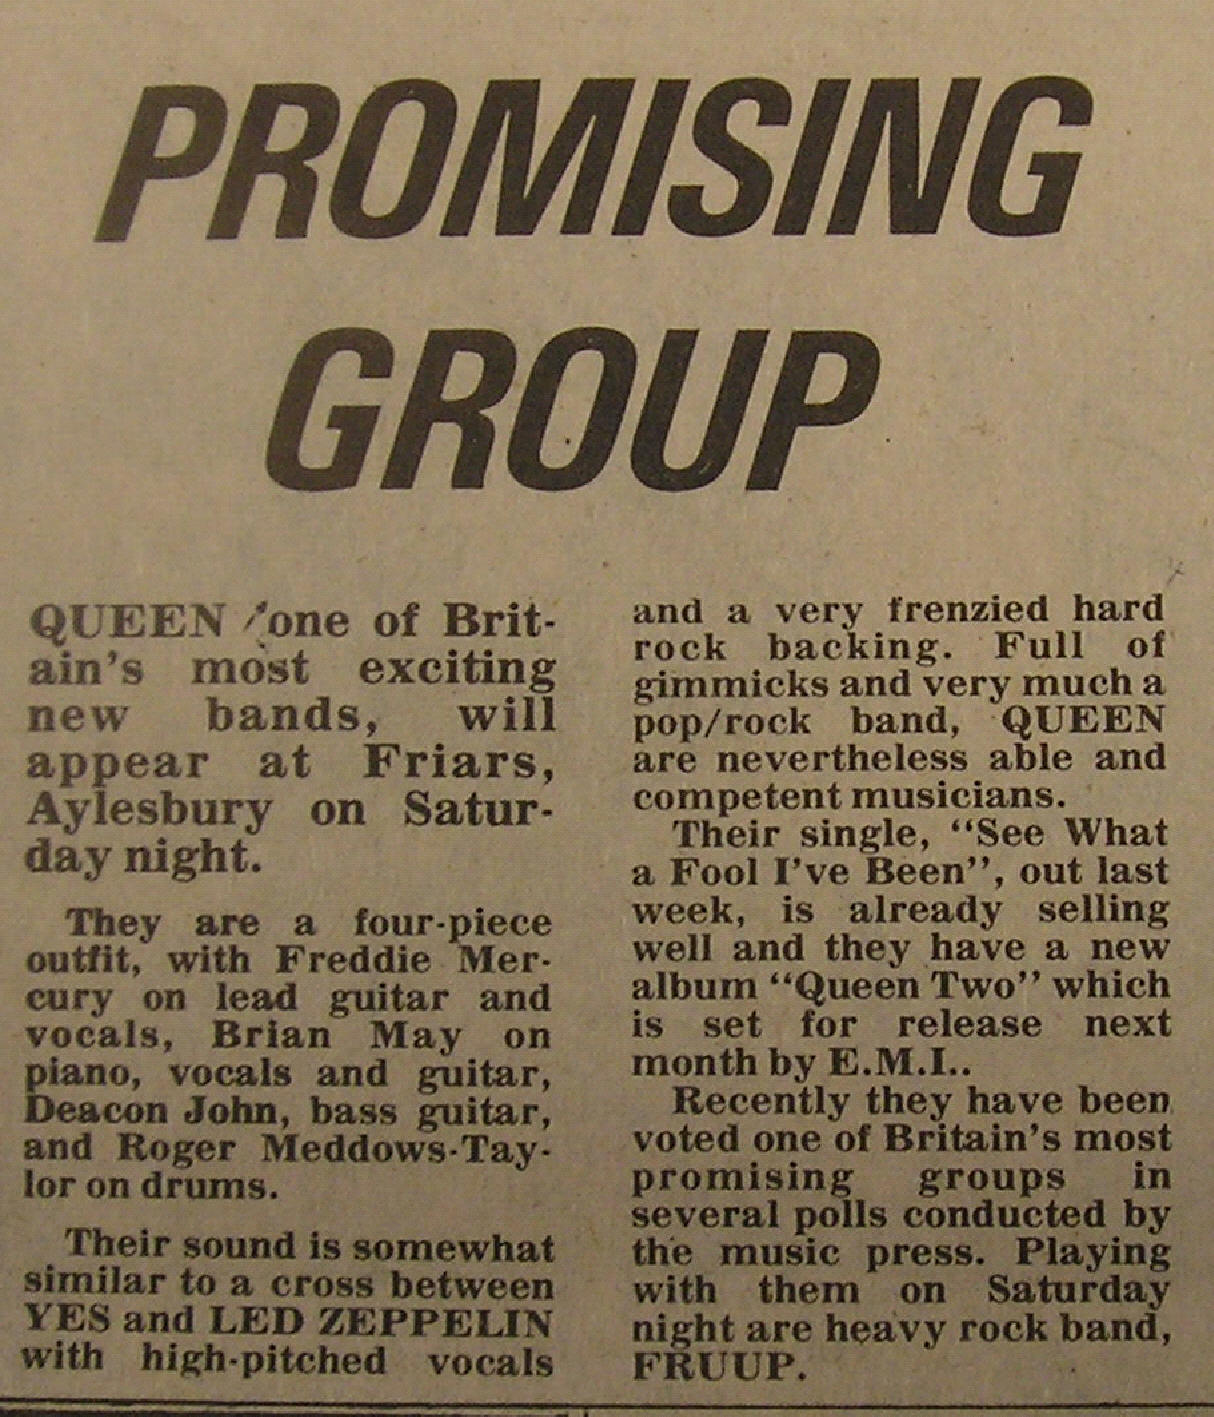 PROMISING
GROUP
QUEEN one of Brit-
ain's most exciting
new bands, will
appear at Friars,
Aylesbury on Satur-
day night.
They are a four-piece
outfit, with Freddie Mer-
cury on lead guitar and
vocals, Brian May on
piano, vocals and guitar,
Deacon John, bass guitar,
and Roger Meddows-Tay-
lor on drums.
Their sound is somewhat
similar to a cross between
YES and LED ZEPPELIN
with high-pitched vocals
and a very frenzied hard
rock backing. Full of
gimmicks and very much a
pop/rock band, QUEEN
are nevertheless able and
competent musicians.
Their single, "See What
a Fool I've Been", out last
week, is already selling
well and they have a new
album "Queen Two" which
is set for release next
month by E.M.I..
Recently they have been
voted one of Britain's most
promising groups in
several polls conducted by
the music press. Playing
with them on Saturday
night are heavy rock band,
FRUUP.